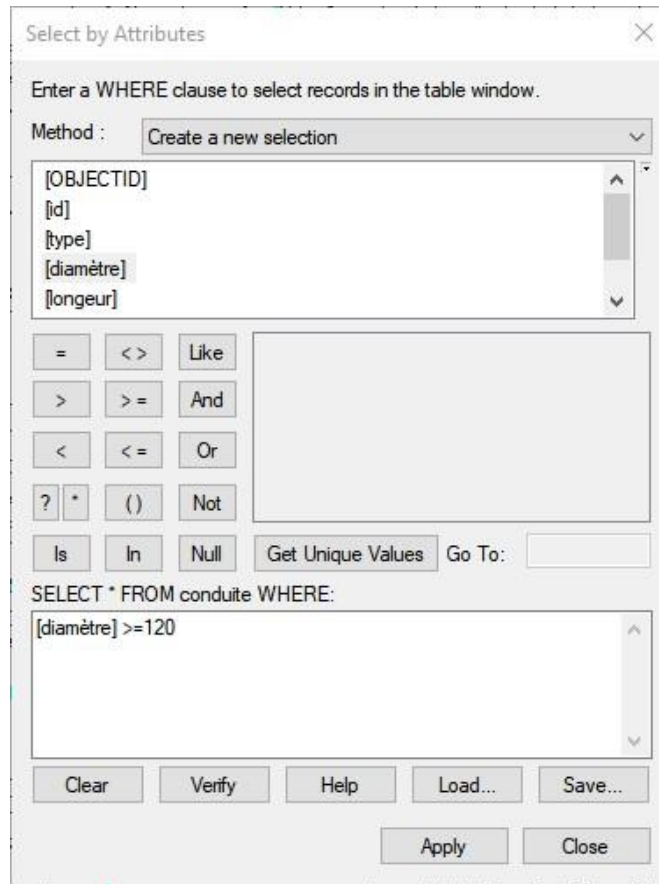 Select by Attributes
Enter a WHERE clause to select records in the table window.
Method : Create a new selection
[OBJECTID]
[id]
[type]
[diamètre]
[longeur]
= < > Like
> > = And
< < = Or
? * ( ) Not
Is In Null Get Unique Values Go To:
SELECT * FROM conduite WHERE:
[diamètre] >=120
Clear Verify Help Load... Save...
Apply Close